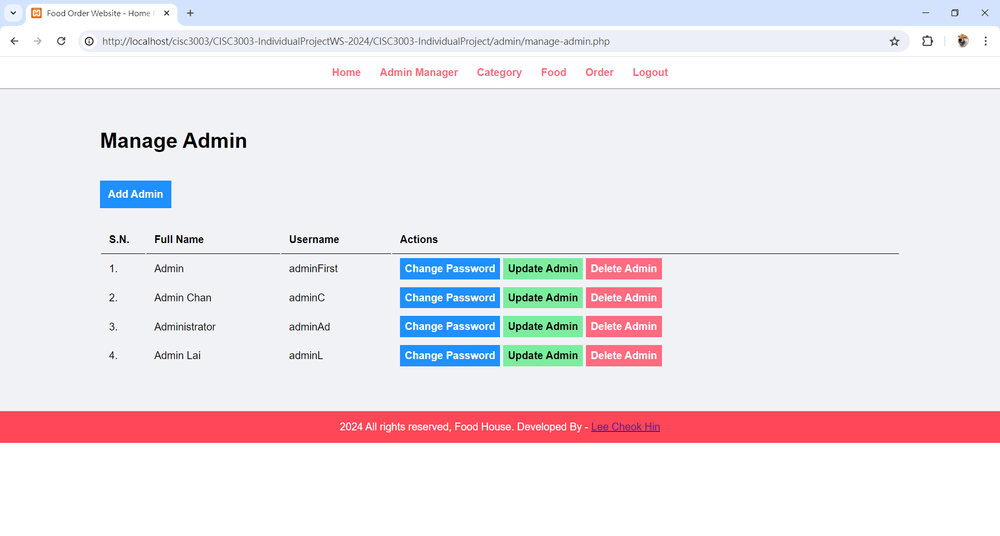 Food Order Website - Home
http://localhost/cisc3003/CISC3003-IndividualProjectWS-2024/CISC3003-IndividualProject/admin/manage-admin.php
Home Admin Manager Category Food Order Logout
Manage Admin
Add Admin
S.N. Full Name Username Actions
1. Admin adminFirst Change Password Update Admin Delete Admin
2. Admin Chan adminC Change Password Update Admin Delete Admin
3. Administrator adminAd Change Password Update Admin Delete Admin
4. Admin Lai adminL Change Password Update Admin Delete Admin
2024 All rights reserved, Food House. Developed By - Lee Cheok Hin